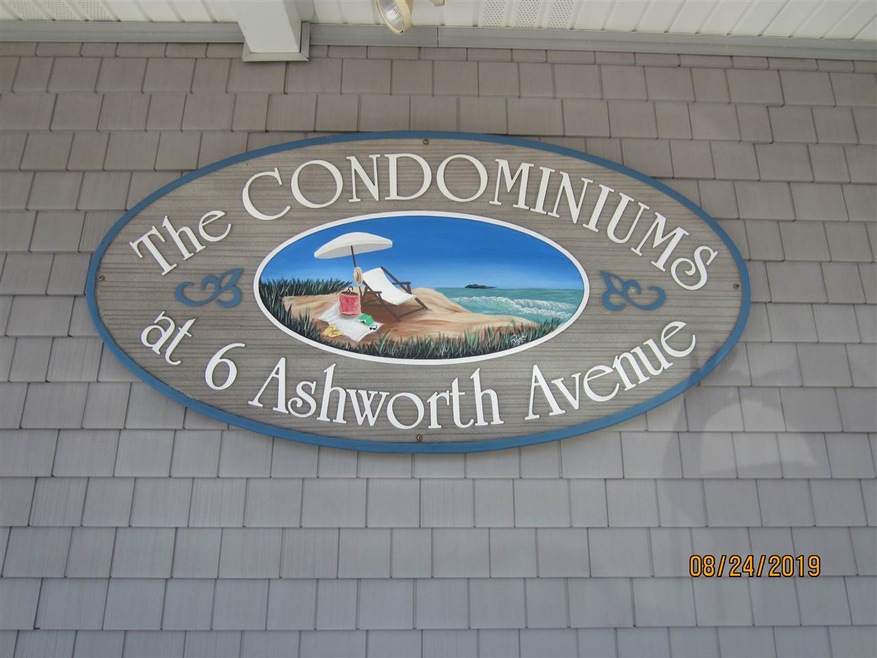 The CONDOMINIUMS
at 6 Ashworth Avenue
08/24/2019